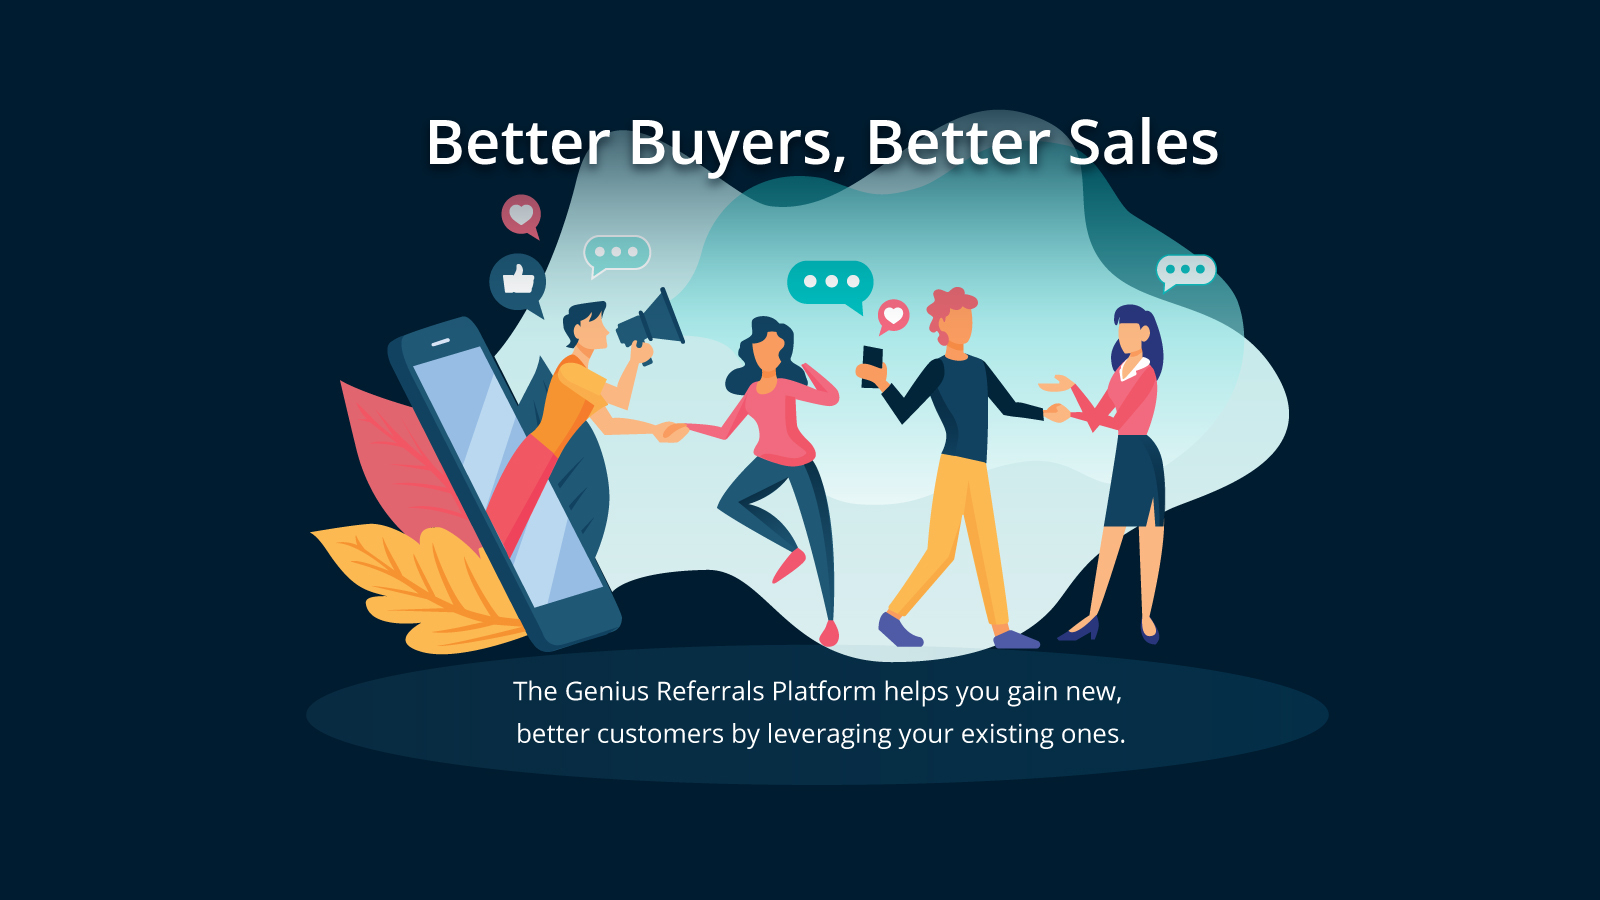 Better Buyers, Better Sales
The Genius Referrals Platform helps you gain new,
better customers by leveraging your existing ones.